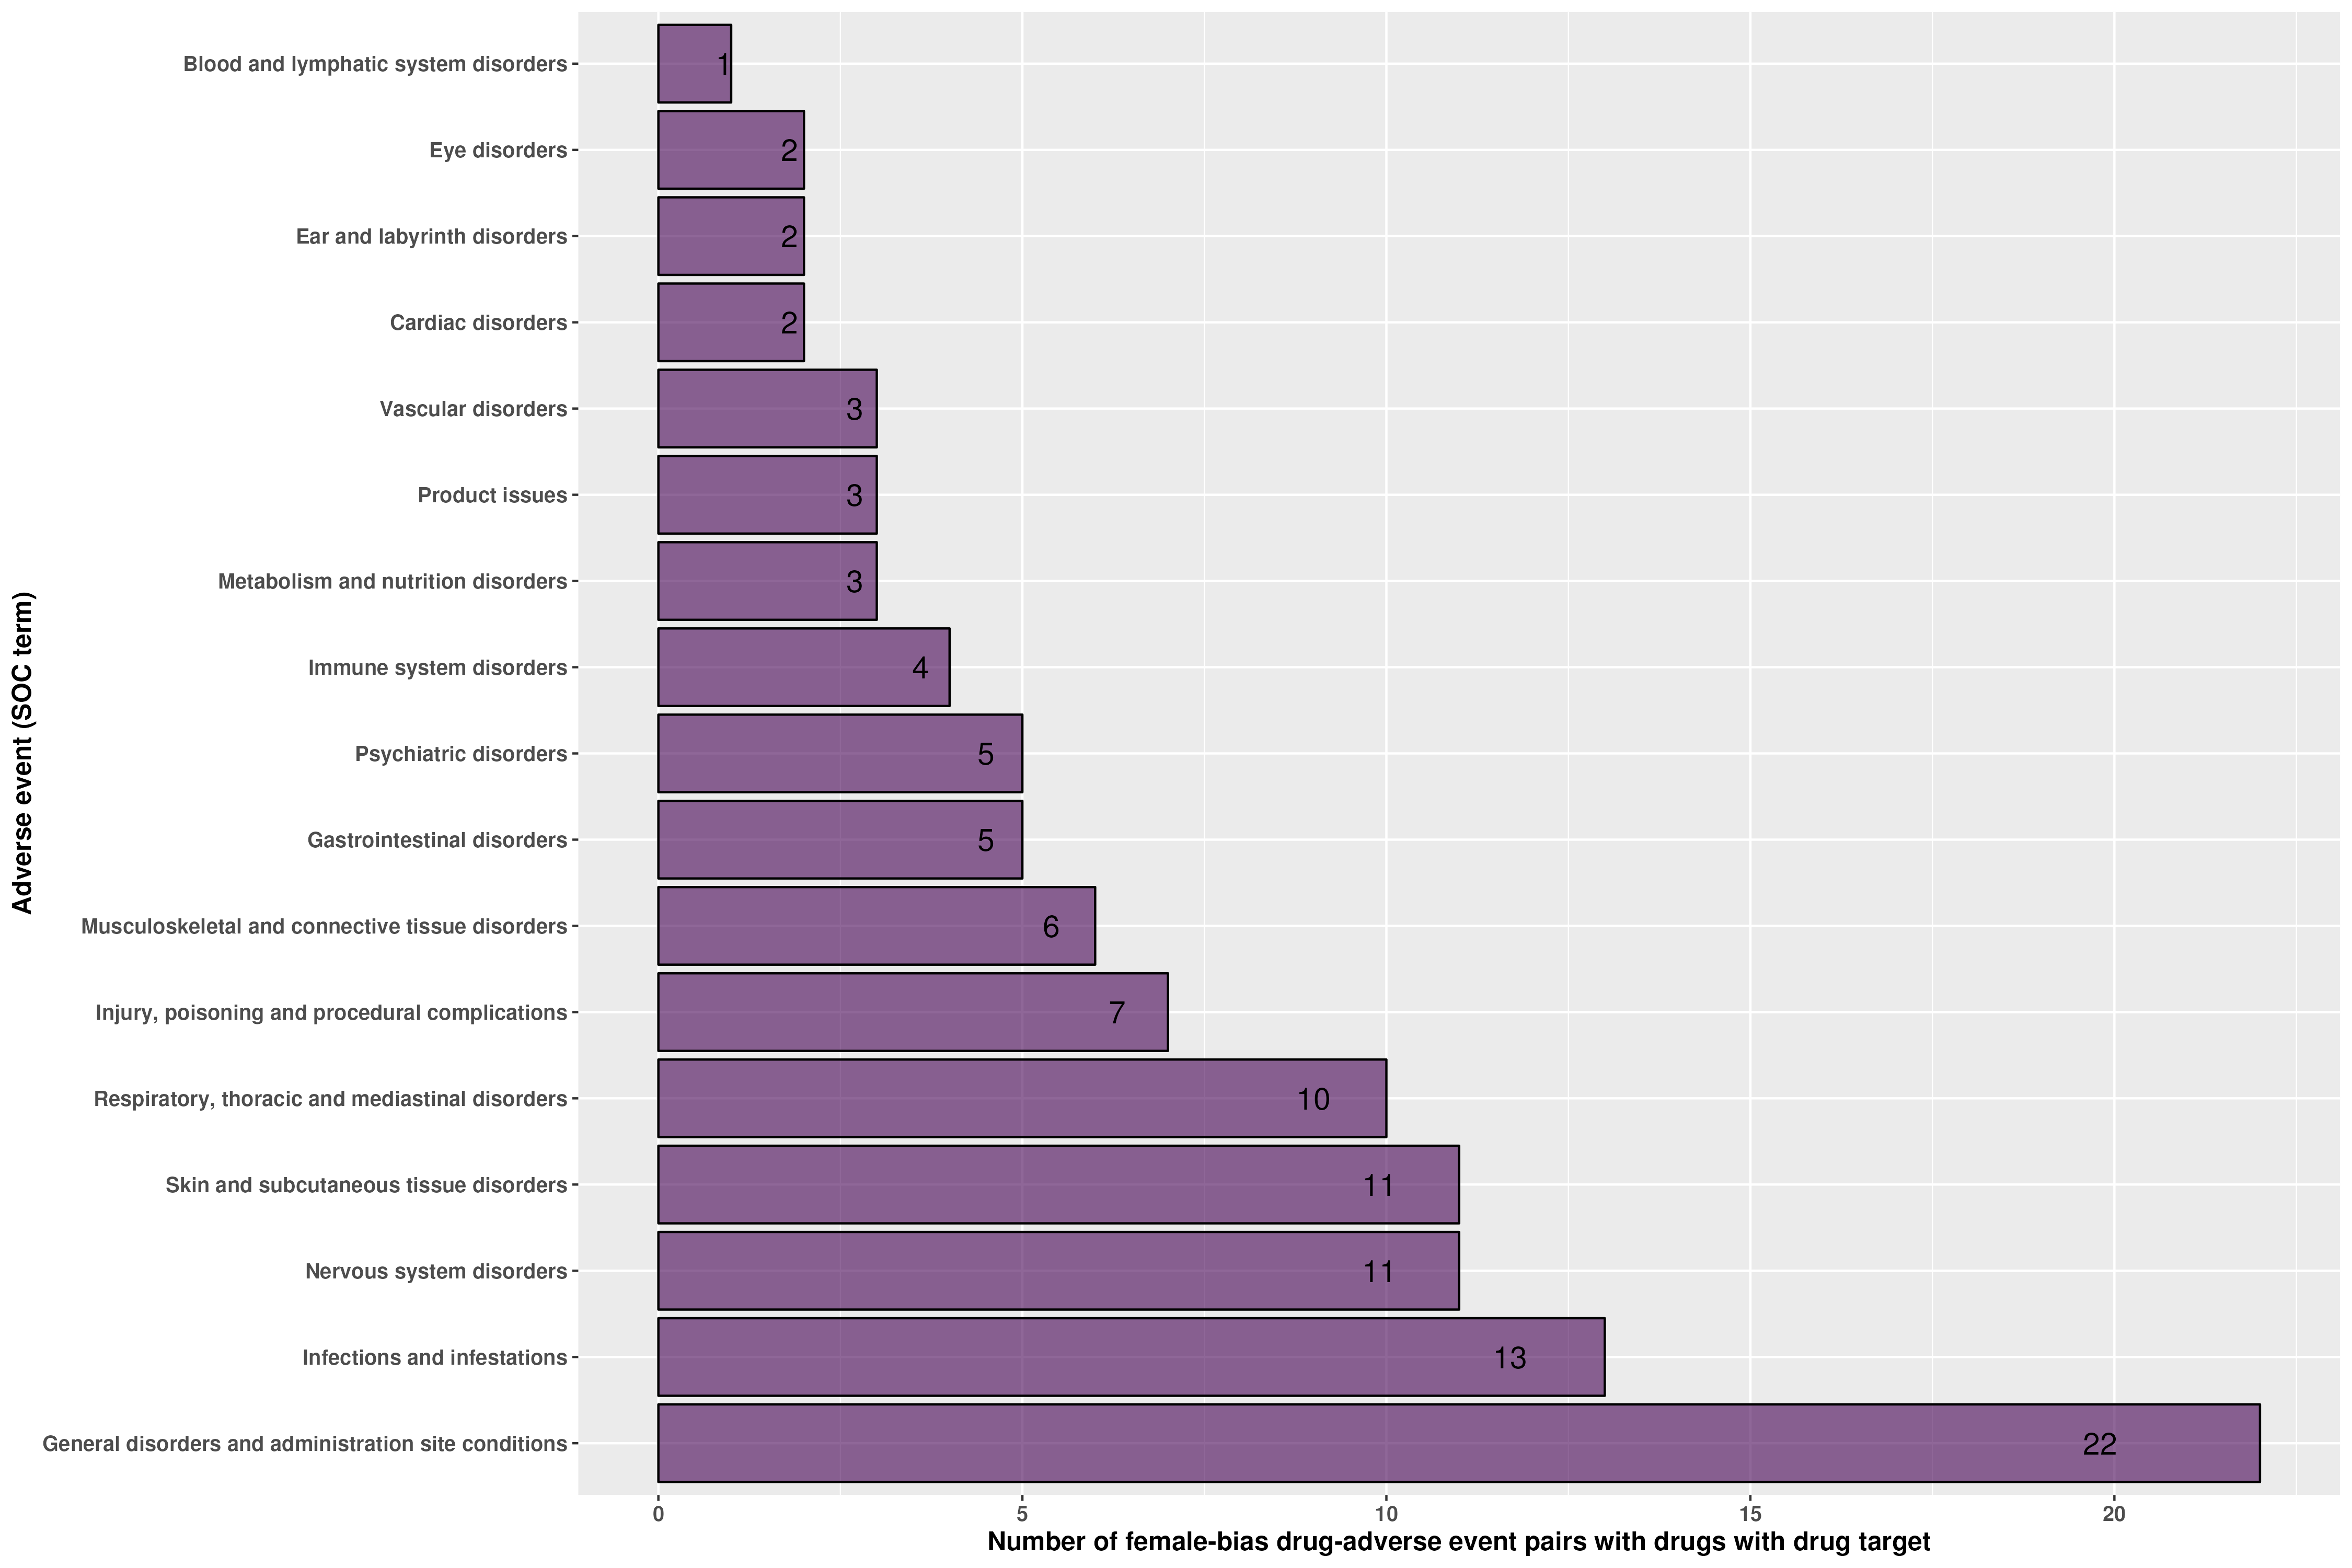 Blood and lymphatic system disorders 1
Eye disorders 2
Ear and labyrinth disorders 2
Cardiac disorders 2
Vascular disorders 3
Product issues 3
Metabolism and nutrition disorders 3
Immune system disorders 4
Psychiatric disorders 5
Gastrointestinal disorders 5
Musculoskeletal and connective tissue disorders 6
Injury, poisoning and procedural complications 7
Respiratory, thoracic and mediastinal disorders 10
Skin and subcutaneous tissue disorders 11
Nervous system disorders 11
Infections and infestations 13
General disorders and administration site conditions 22
0 5 10 15 20
Number of female-bias drug-adverse event pairs with drugs with drug target
Adverse event (SOC term)